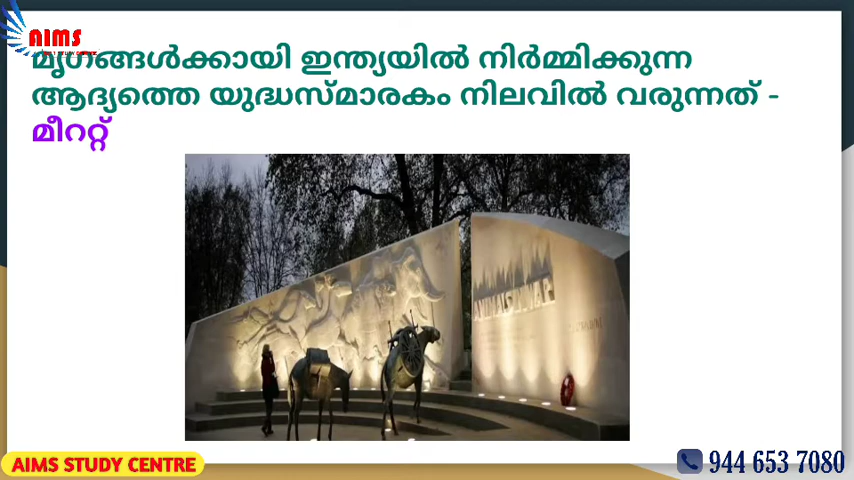 AIMS
മൃഗങ്ങൾക്കായി ഇന്ത്യയിൽ നിർമ്മിക്കുന്ന
ആദ്യത്തെ യുദ്ധസ്മാരകം നിലവിൽ വരുന്നത് -
മീററ്റ്
ANIMALS IN WAR
AIMS STUDY CENTRE
944 653 7080